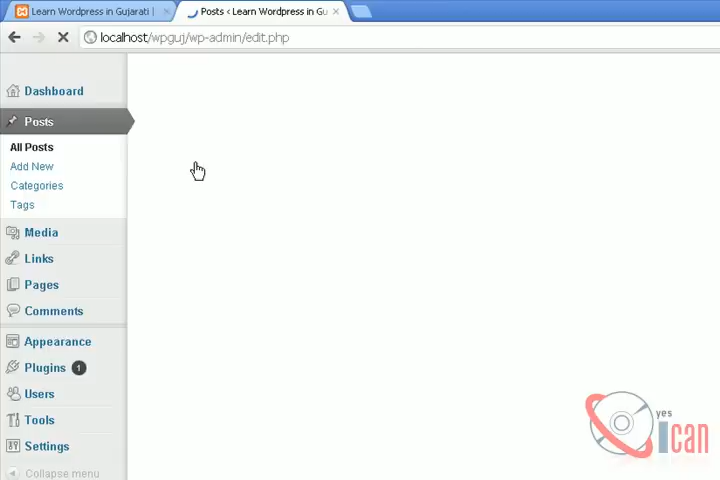 Learn Wordpress in Gujarati |
Posts ‹ Learn Wordpress in Gu
localhost/wpguj/wp-admin/edit.php
Dashboard
Posts
All Posts
Add New
Categories
Tags
Media
Links
Pages
Comments
Appearance
Plugins 1
Users
Tools
Settings
Collapse menu
yes
ican